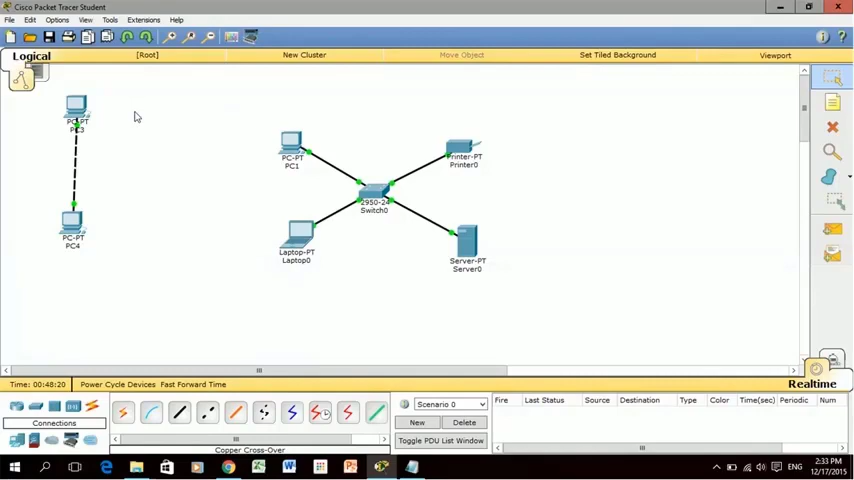 Cisco Packet Tracer Student
File Edit Options View Tools Extensions Help
Logical
[Root]
New Cluster
Move Object
Set Tiled Background
Viewport
PC-PT
PC3
PC-PT
PC4
PC-PT
PC1
Printer-PT
Printer0
2950-24
Switch0
Laptop-PT
Laptop0
Server-PT
Server0
Time: 00:48:20 Power Cycle Devices Fast Forward Time
Realtime
Connections
Copper Cross-Over
Scenario 0
New Delete
Toggle PDU List Window
Fire Last Status Source Destination Type Color Time(sec) Periodic Num
ENG
2:33 PM
12/17/2015